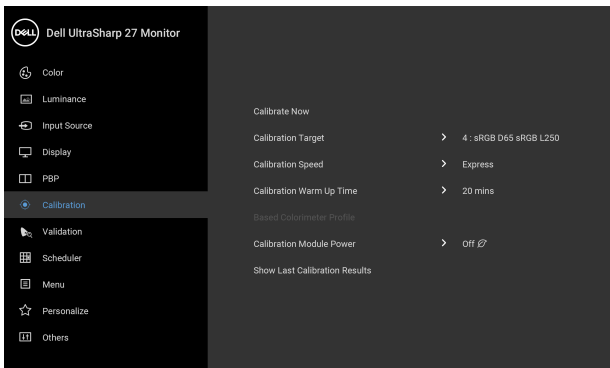 DELL Dell UltraSharp 27 Monitor
Color
Luminance
Input Source
Display
PBP
Calibration
Validation
Scheduler
Menu
Personalize
Others
Calibrate Now
Calibration Target > 4 : sRGB D65 sRGB L250
Calibration Speed > Express
Calibration Warm Up Time > 20 mins
Based Colorimeter Profile
Calibration Module Power > Off
Show Last Calibration Results